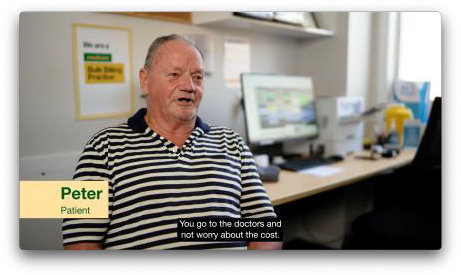 We are a
Bulk Billing
Practice
Peter
Patient
You go to the doctors and
not worry about the cost.